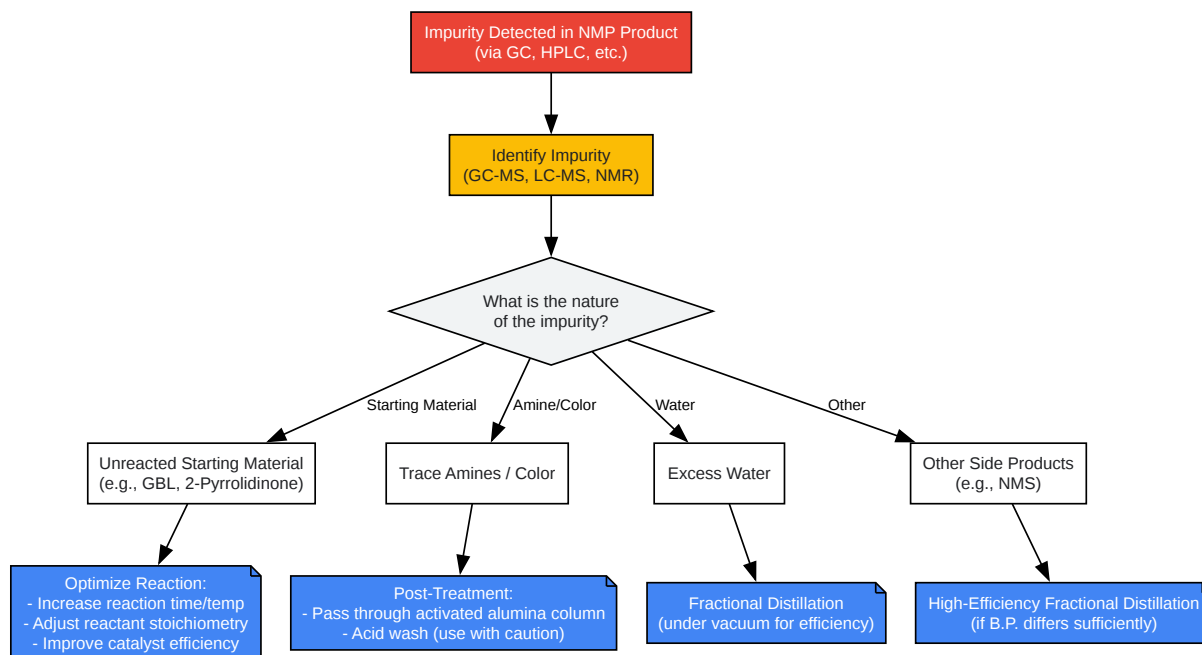 Impurity Detected in NMP Product
(via GC, HPLC, etc.)
Identify Impurity
(GC-MS, LC-MS, NMR)
What is the nature
of the impurity?
Starting Material
Amine/Color
Water
Other
Unreacted Starting Material
(e.g., GBL, 2-Pyrrolidinone)
Trace Amines / Color
Excess Water
Other Side Products
(e.g., NMS)
Optimize Reaction:
- Increase reaction time/temp
- Adjust reactant stoichiometry
- Improve catalyst efficiency
Post-Treatment:
- Pass through activated alumina column
- Acid wash (use with caution)
Fractional Distillation
(under vacuum for efficiency)
High-Efficiency Fractional Distillation
(if B.P. differs sufficiently)